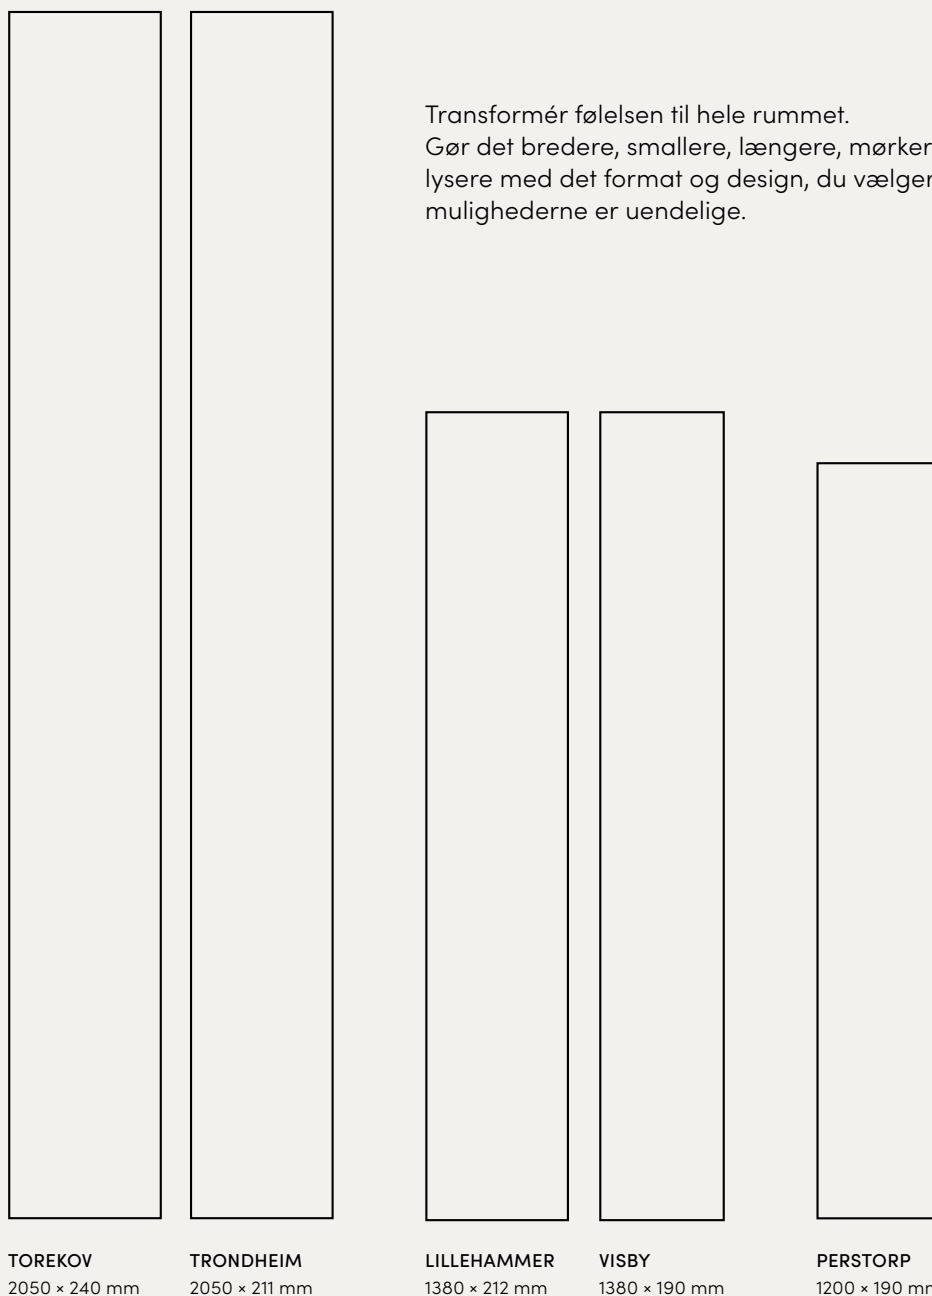 Transformér følelsen til hele rummet.
Gør det bredere, smallere, længere, mørker
lysere med det format og design, du vælger
mulighederne er uendelige.
TOREKOV
2050 × 240 mm
TRONDHEIM
2050 × 211 mm
LILLEHAMMER
1380 × 212 mm
VISBY
1380 × 190 mm
PERSTORP
1200 × 190 mm